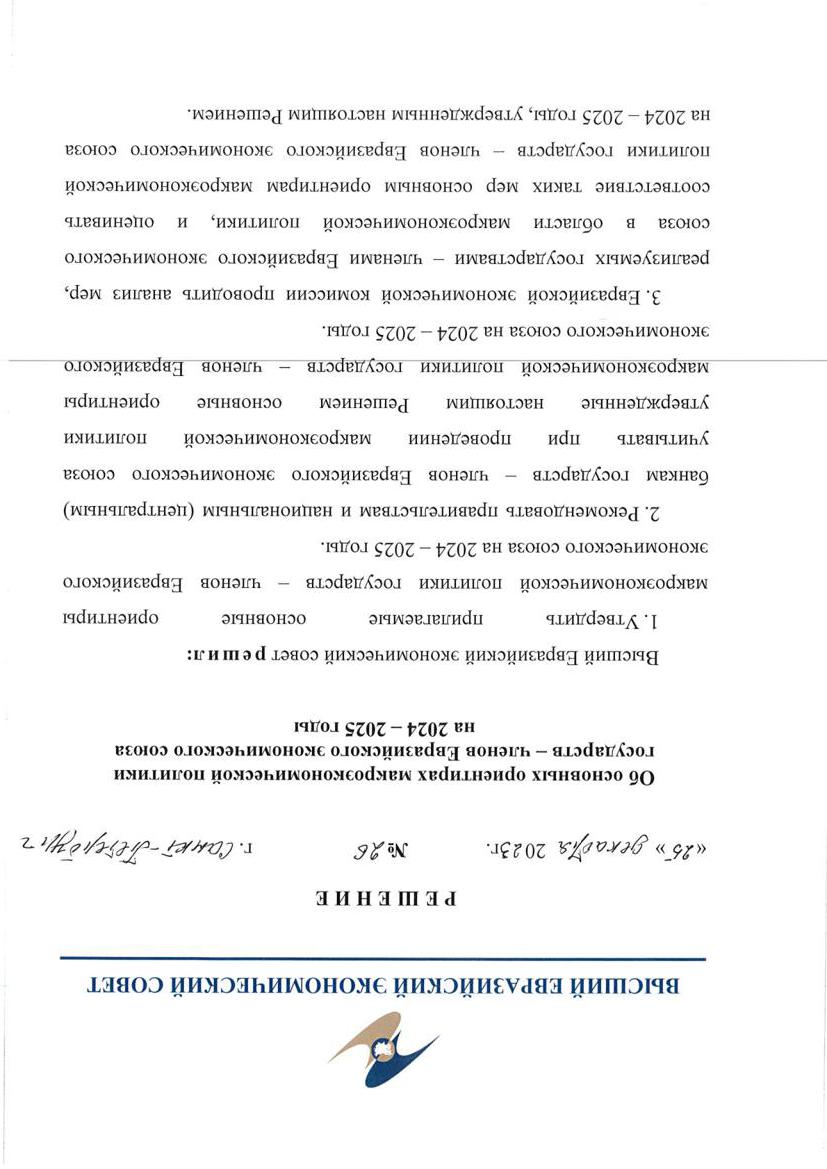 ВЫСШИЙ ЕВРАЗИЙСКИЙ ЭКОНОМИЧЕСКИЙ СОВЕТ
РЕШЕНИЕ
«25» декабря 2023г. № 26 г. Санкт-Петербург
Об основных ориентирах макроэкономической политики
государств – членов Евразийского экономического союза
на 2024 – 2025 годы
Высший Евразийский экономический совет решил:
1. Утвердить прилагаемые основные ориентиры
макроэкономической политики государств – членов Евразийского
экономического союза на 2024 – 2025 годы.
2. Рекомендовать правительствам и национальным (центральным)
банкам государств – членов Евразийского экономического союза
учитывать при проведении макроэкономической политики
утвержденные настоящим Решением основные ориентиры
макроэкономической политики государств – членов Евразийского
экономического союза на 2024 – 2025 годы.
3. Евразийской экономической комиссии проводить анализ мер,
реализуемых государствами – членами Евразийского экономического
союза в области макроэкономической политики, и оценивать
соответствие таких мер основным ориентирам макроэкономической
политики государств – членов Евразийского экономического союза
на 2024 – 2025 годы, утвержденным настоящим Решением.